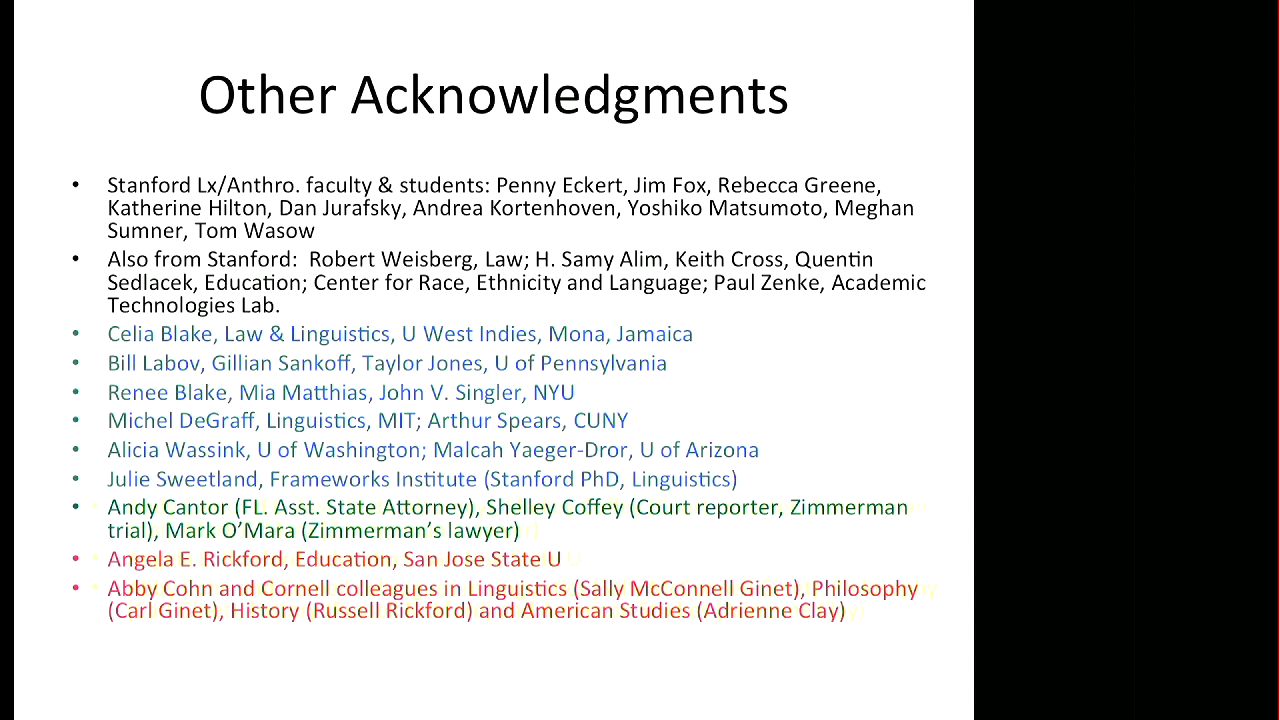 Other Acknowledgments
• Stanford Lx/Anthro. faculty & students: Penny Eckert, Jim Fox, Rebecca Greene,
Katherine Hilton, Dan Jurafsky, Andrea Kortenhoven, Yoshiko Matsumoto, Meghan
Sumner, Tom Wasow
• Also from Stanford:  Robert Weisberg, Law; H. Samy Alim, Keith Cross, Quentin
Sedlacek, Education; Center for Race, Ethnicity and Language; Paul Zenke, Academic
Technologies Lab.
• Celia Blake, Law & Linguistics, U West Indies, Mona, Jamaica
• Bill Labov, Gillian Sankoff, Taylor Jones, U of Pennsylvania
• Renee Blake, Mia Matthias, John V. Singler, NYU
• Michel DeGraff, Linguistics, MIT; Arthur Spears, CUNY
• Alicia Wassink, U of Washington; Malcah Yaeger-Dror, U of Arizona
• Julie Sweetland, Frameworks Institute (Stanford PhD, Linguistics)
• Andy Cantor (FL. Asst. State Attorney), Shelley Coffey (Court reporter, Zimmerman
trial), Mark O’Mara (Zimmerman’s lawyer)
• Angela E. Rickford, Education, San Jose State U
• Abby Cohn and Cornell colleagues in Linguistics (Sally McConnell Ginet), Philosophy
(Carl Ginet), History (Russell Rickford) and American Studies (Adrienne Clay)